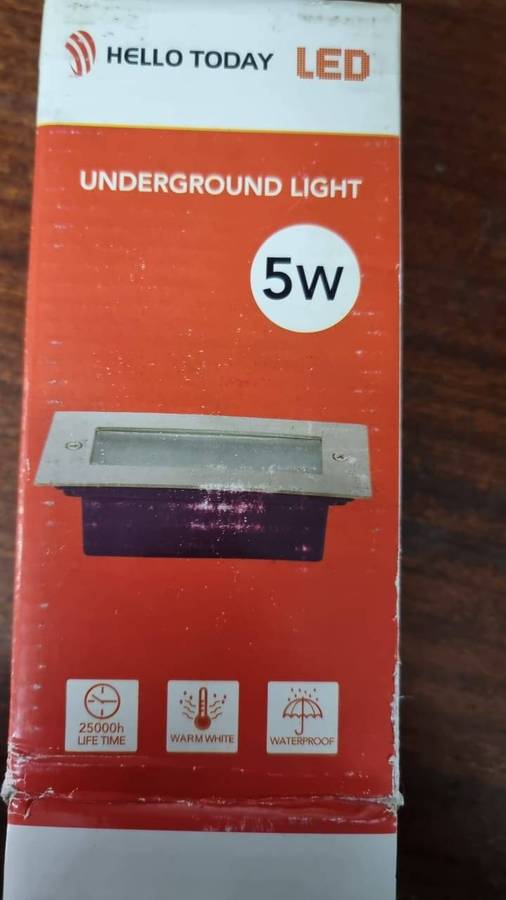 HELLO TODAY LED
UNDERGROUND LIGHT
5W
25000h
LIFE TIME
WARM WHITE
WATERPROOF